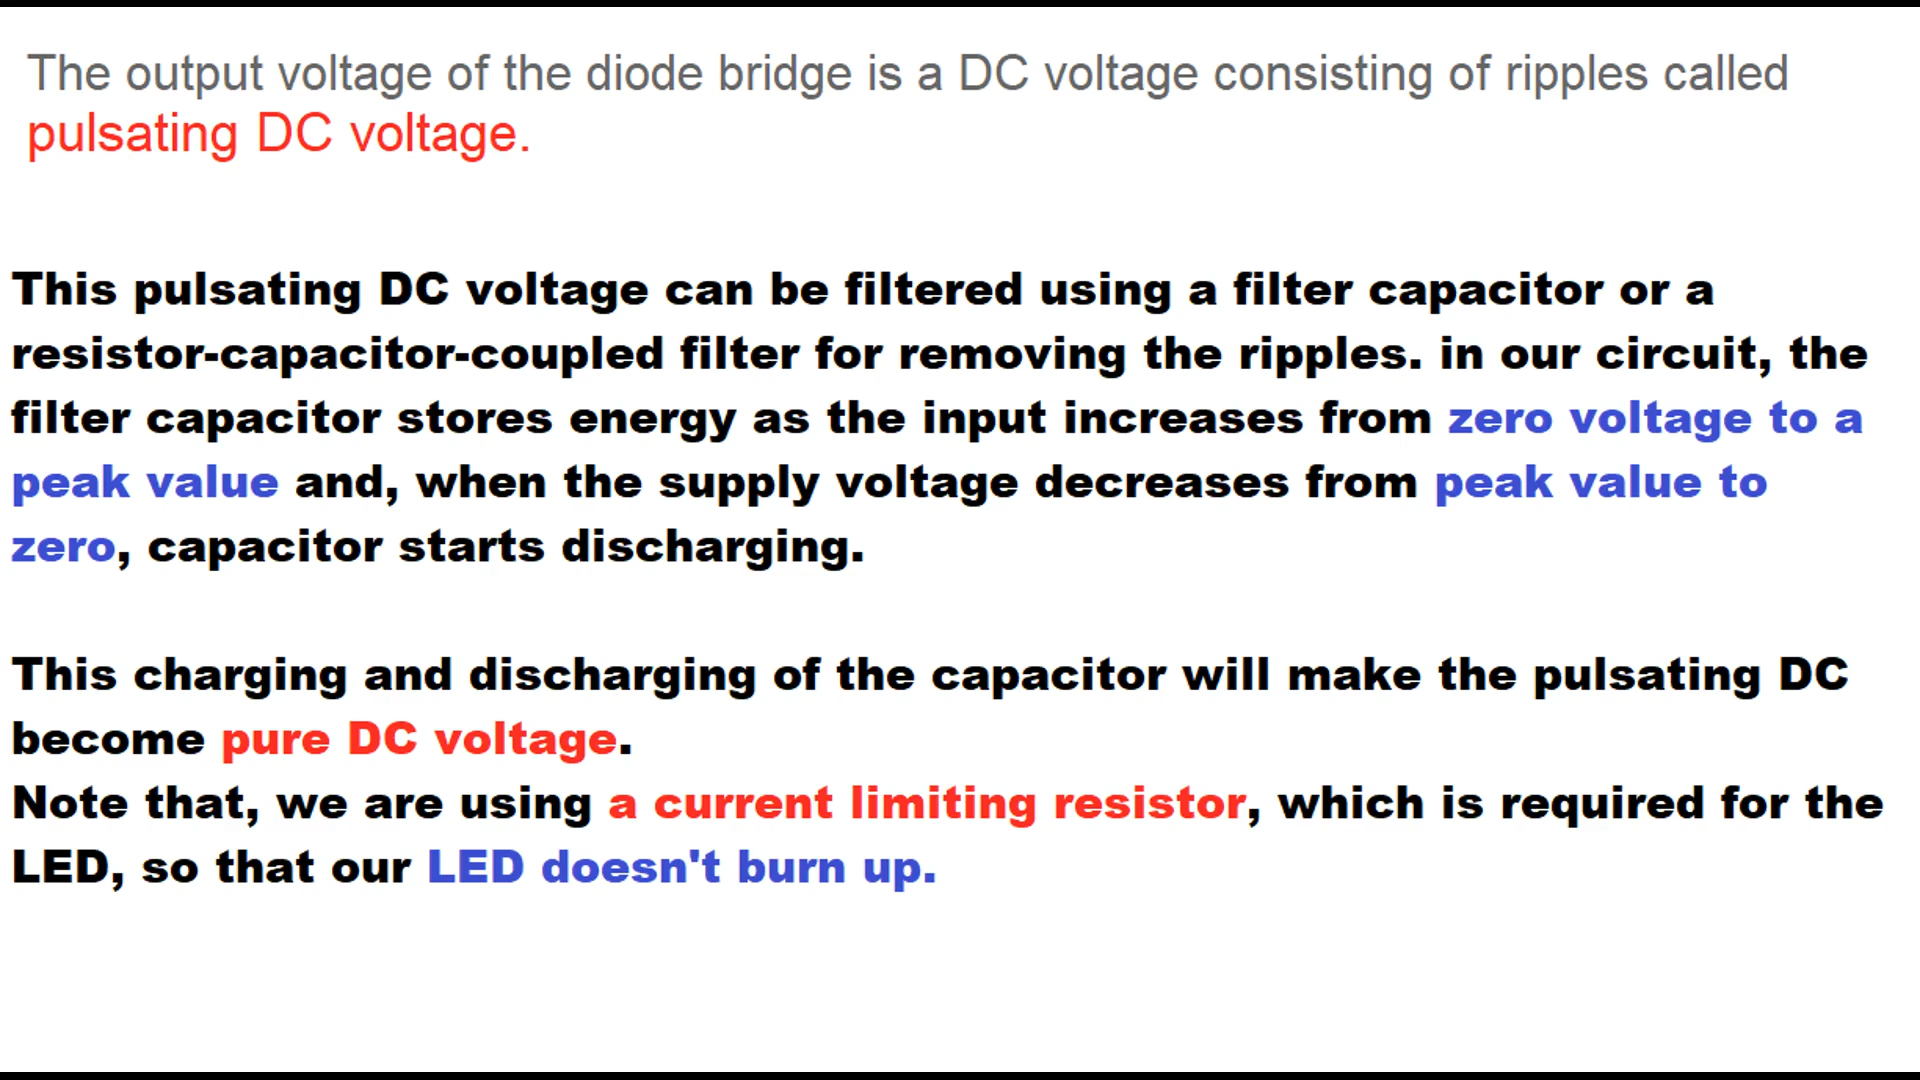 The output voltage of the diode bridge is a DC voltage consisting of ripples called
pulsating DC voltage.
This pulsating DC voltage can be filtered using a filter capacitor or a
resistor-capacitor-coupled filter for removing the ripples. in our circuit, the
filter capacitor stores energy as the input increases from zero voltage to a
peak value and, when the supply voltage decreases from peak value to
zero, capacitor starts discharging.
This charging and discharging of the capacitor will make the pulsating DC
become pure DC voltage.
Note that, we are using a current limiting resistor, which is required for the
LED, so that our LED doesn't burn up.